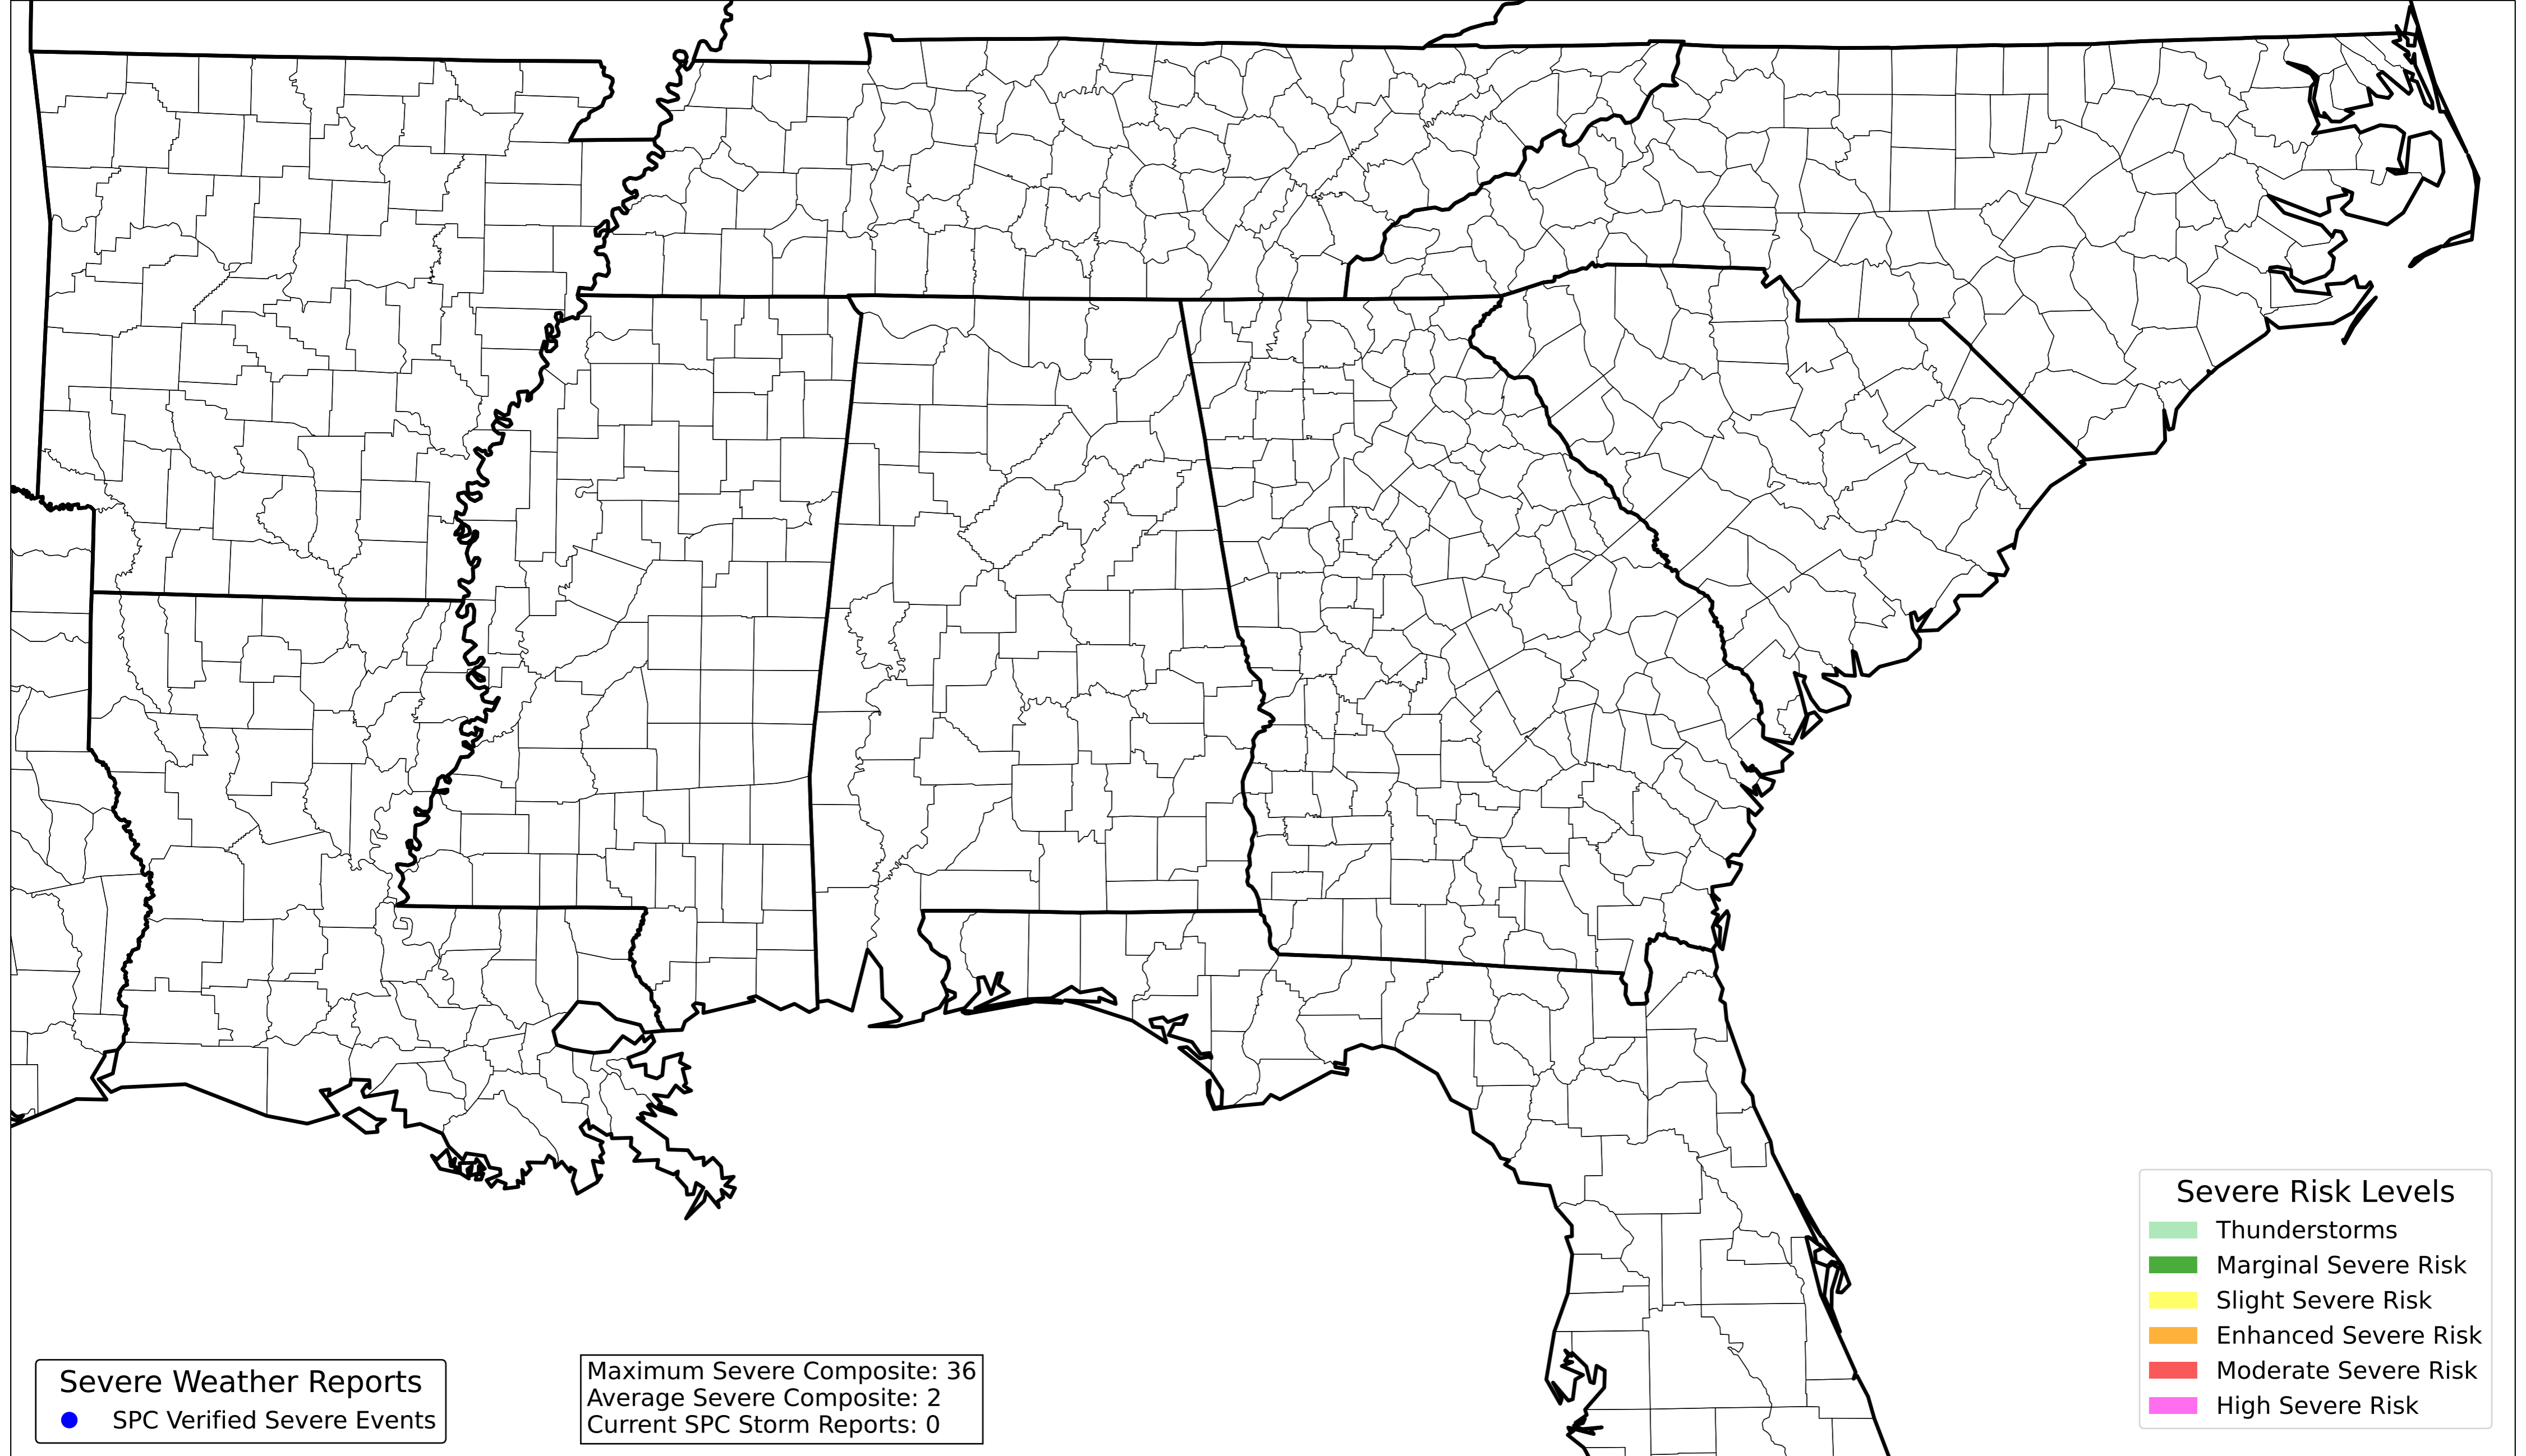 Severe Risk Levels
Thunderstorms
Marginal Severe Risk
Slight Severe Risk
Enhanced Severe Risk
Moderate Severe Risk
High Severe Risk
Severe Weather Reports
SPC Verified Severe Events
Maximum Severe Composite: 36
Average Severe Composite: 2
Current SPC Storm Reports: 0